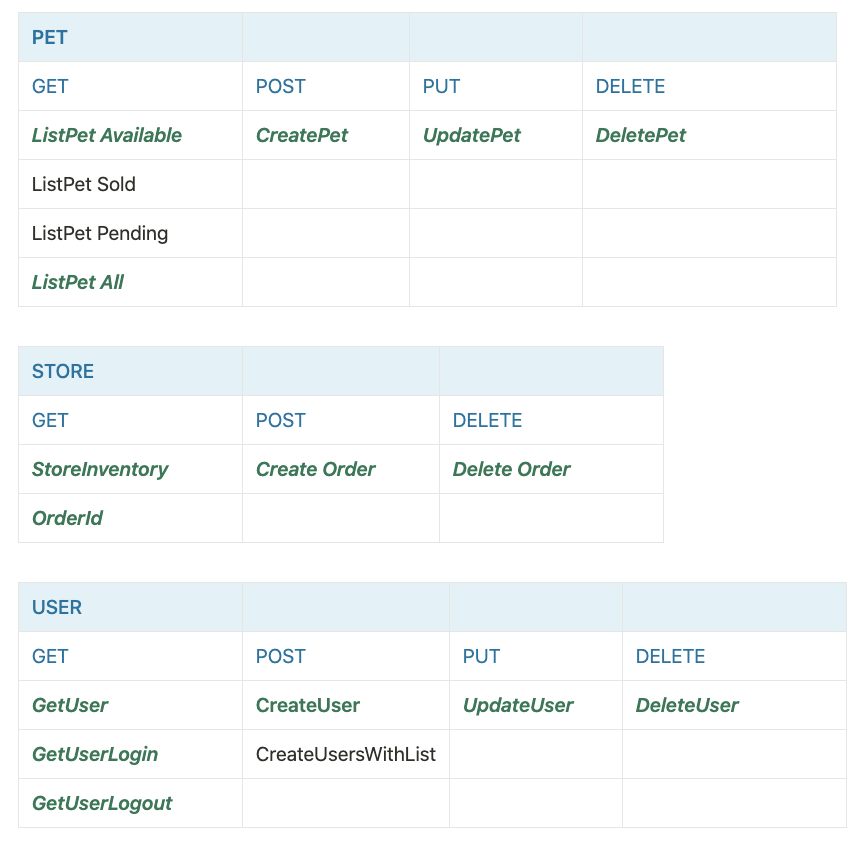 PET
GET POST PUT DELETE
ListPet Available CreatePet UpdatePet DeletePet
ListPet Sold
ListPet Pending
ListPet All
STORE
GET POST DELETE
StoreInventory Create Order Delete Order
OrderId
USER
GET POST PUT DELETE
GetUser CreateUser UpdateUser DeleteUser
GetUserLogin CreateUsersWithList
GetUserLogout